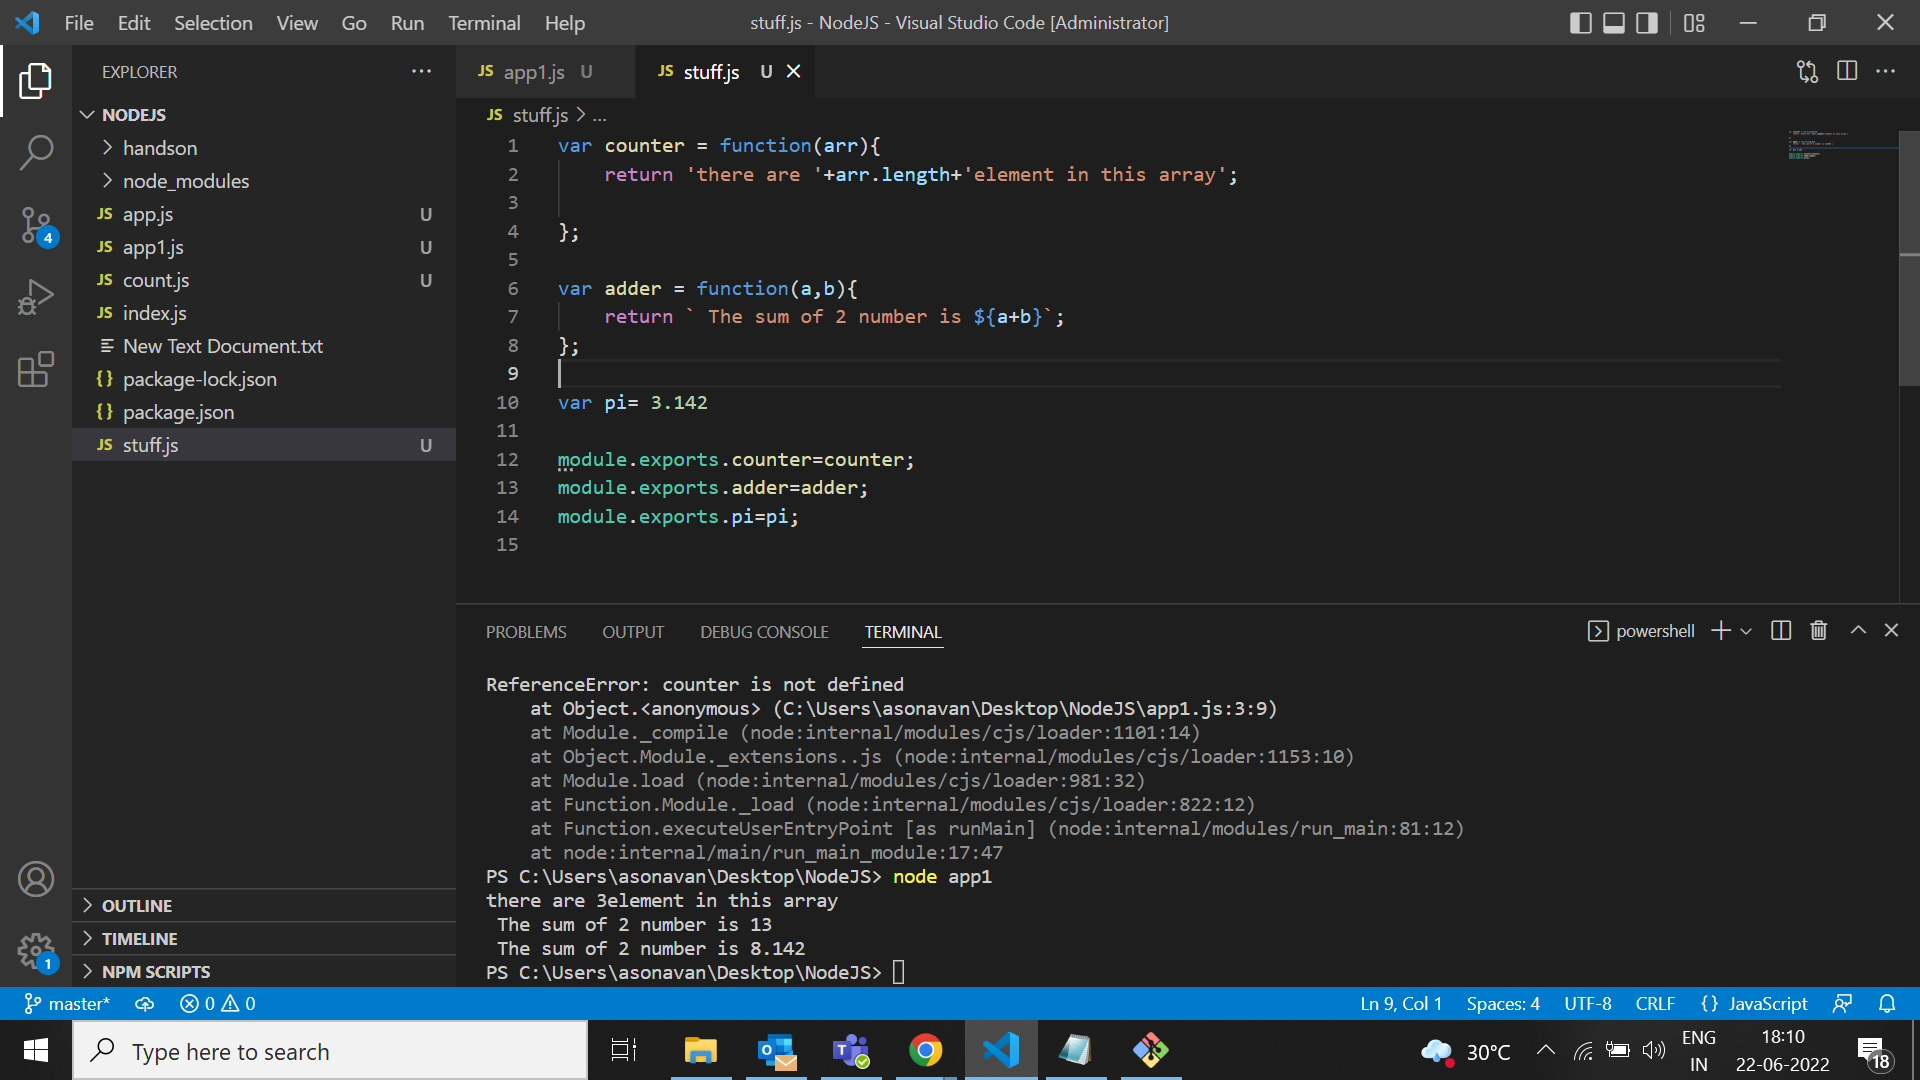 File Edit Selection View Go Run Terminal Help
stuff.js - NodeJS - Visual Studio Code [Administrator]
EXPLORER
NODEJS
handson
node_modules
JS app.js U
JS app1.js U
JS count.js U
JS index.js
New Text Document.txt
{} package-lock.json
{} package.json
JS stuff.js U
4
1
OUTLINE
TIMELINE
NPM SCRIPTS
JS app1.js U
JS stuff.js U
JS stuff.js > ...
1 var counter = function(arr){
2 return 'there are '+arr.length+'element in this array';
3
4 };
5
6 var adder = function(a,b){
7 return ` The sum of 2 number is ${a+b}`;
8 };
9
10 var pi= 3.142
11
12 module.exports.counter=counter;
13 module.exports.adder=adder;
14 module.exports.pi=pi;
15
PROBLEMS OUTPUT DEBUG CONSOLE TERMINAL
powershell
ReferenceError: counter is not defined
at Object.<anonymous> (C:\Users\asonavan\Desktop\NodeJS\app1.js:3:9)
at Module._compile (node:internal/modules/cjs/loader:1101:14)
at Object.Module._extensions..js (node:internal/modules/cjs/loader:1153:10)
at Module.load (node:internal/modules/cjs/loader:981:32)
at Function.Module._load (node:internal/modules/cjs/loader:822:12)
at Function.executeUserEntryPoint [as runMain] (node:internal/modules/run_main:81:12)
at node:internal/main/run_main_module:17:47
PS C:\Users\asonavan\Desktop\NodeJS> node app1
there are 3element in this array
The sum of 2 number is 13
The sum of 2 number is 8.142
PS C:\Users\asonavan\Desktop\NodeJS>
master* 0 0
Ln 9, Col 1 Spaces: 4 UTF-8 CRLF {} JavaScript
Type here to search
30°C
ENG
IN
18:10
22-06-2022
18